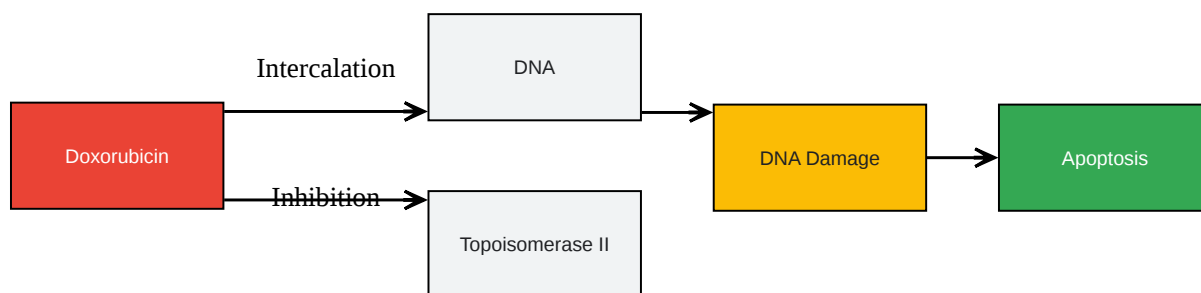 Intercalation
DNA
Doxorubicin
DNA Damage
Apoptosis
Inhibition
Topoisomerase II